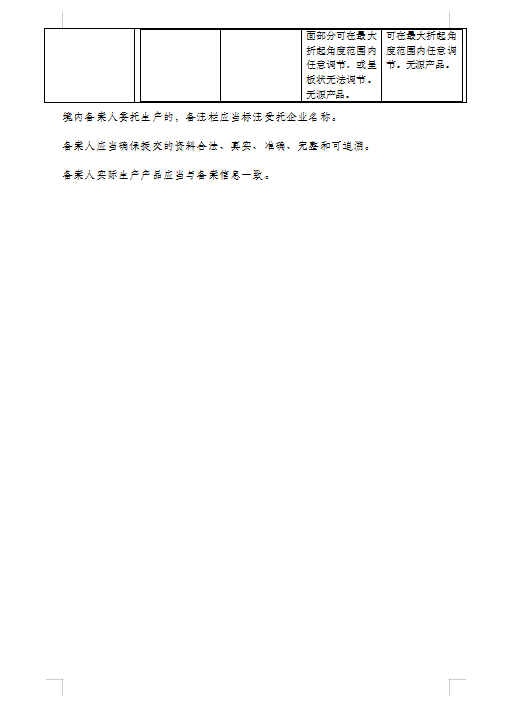 面部分可在最大
折起角度范围内
任意调节，或呈
板状无法调节。
无源产品。
可在最大折起角
度范围内任意调
节。无源产品。
境内备案人委托生产的，备注栏应当标注受托企业名称。
备案人应当确保提交的资料合法、真实、准确、完整和可追溯。
备案人实际生产产品应当与备案信息一致。